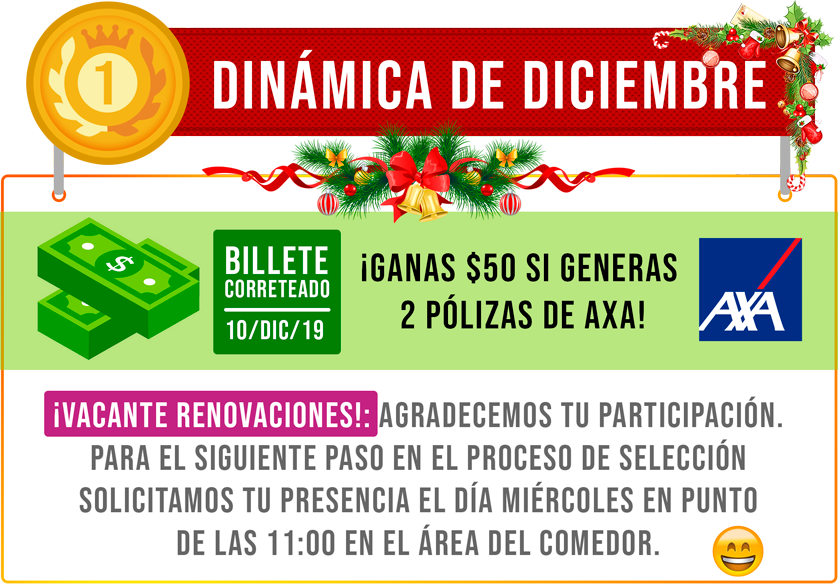 1
DINÁMICA DE DICIEMBRE
$
BILLETE
CORRETEADO
10/DIC/19
¡GANAS $50 SI GENERAS
2 PÓLIZAS DE AXA!
AXA
¡VACANTE RENOVACIONES!: AGRADECEMOS TU PARTICIPACIÓN.
PARA EL SIGUIENTE PASO EN EL PROCESO DE SELECCIÓN
SOLICITAMOS TU PRESENCIA EL DÍA MIÉRCOLES EN PUNTO
DE LAS 11:00 EN EL ÁREA DEL COMEDOR.